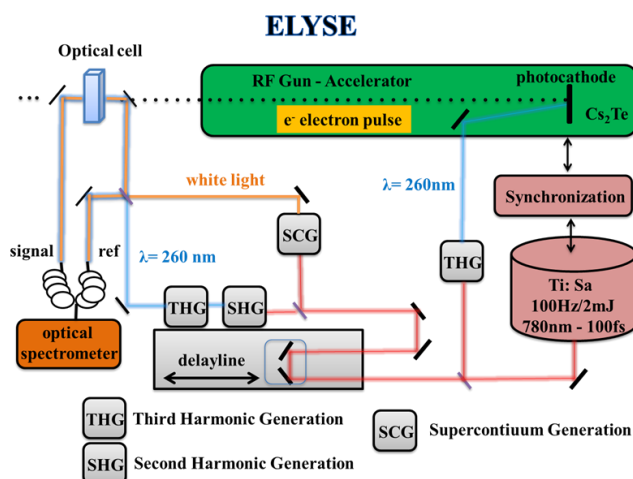 ELYSE
Optical cell
RF Gun - Accelerator
photocathode
e- electron pulse
Cs₂Te
white light
λ= 260nm
Synchronization
SCG
signal
ref
λ= 260 nm
THG
Ti: Sa
100Hz/2mJ
780nm - 100fs
THG
SHG
optical
spectrometer
delayline
THG
Third Harmonic Generation
SCG
Supercontiuum Generation
SHG
Second Harmonic Generation